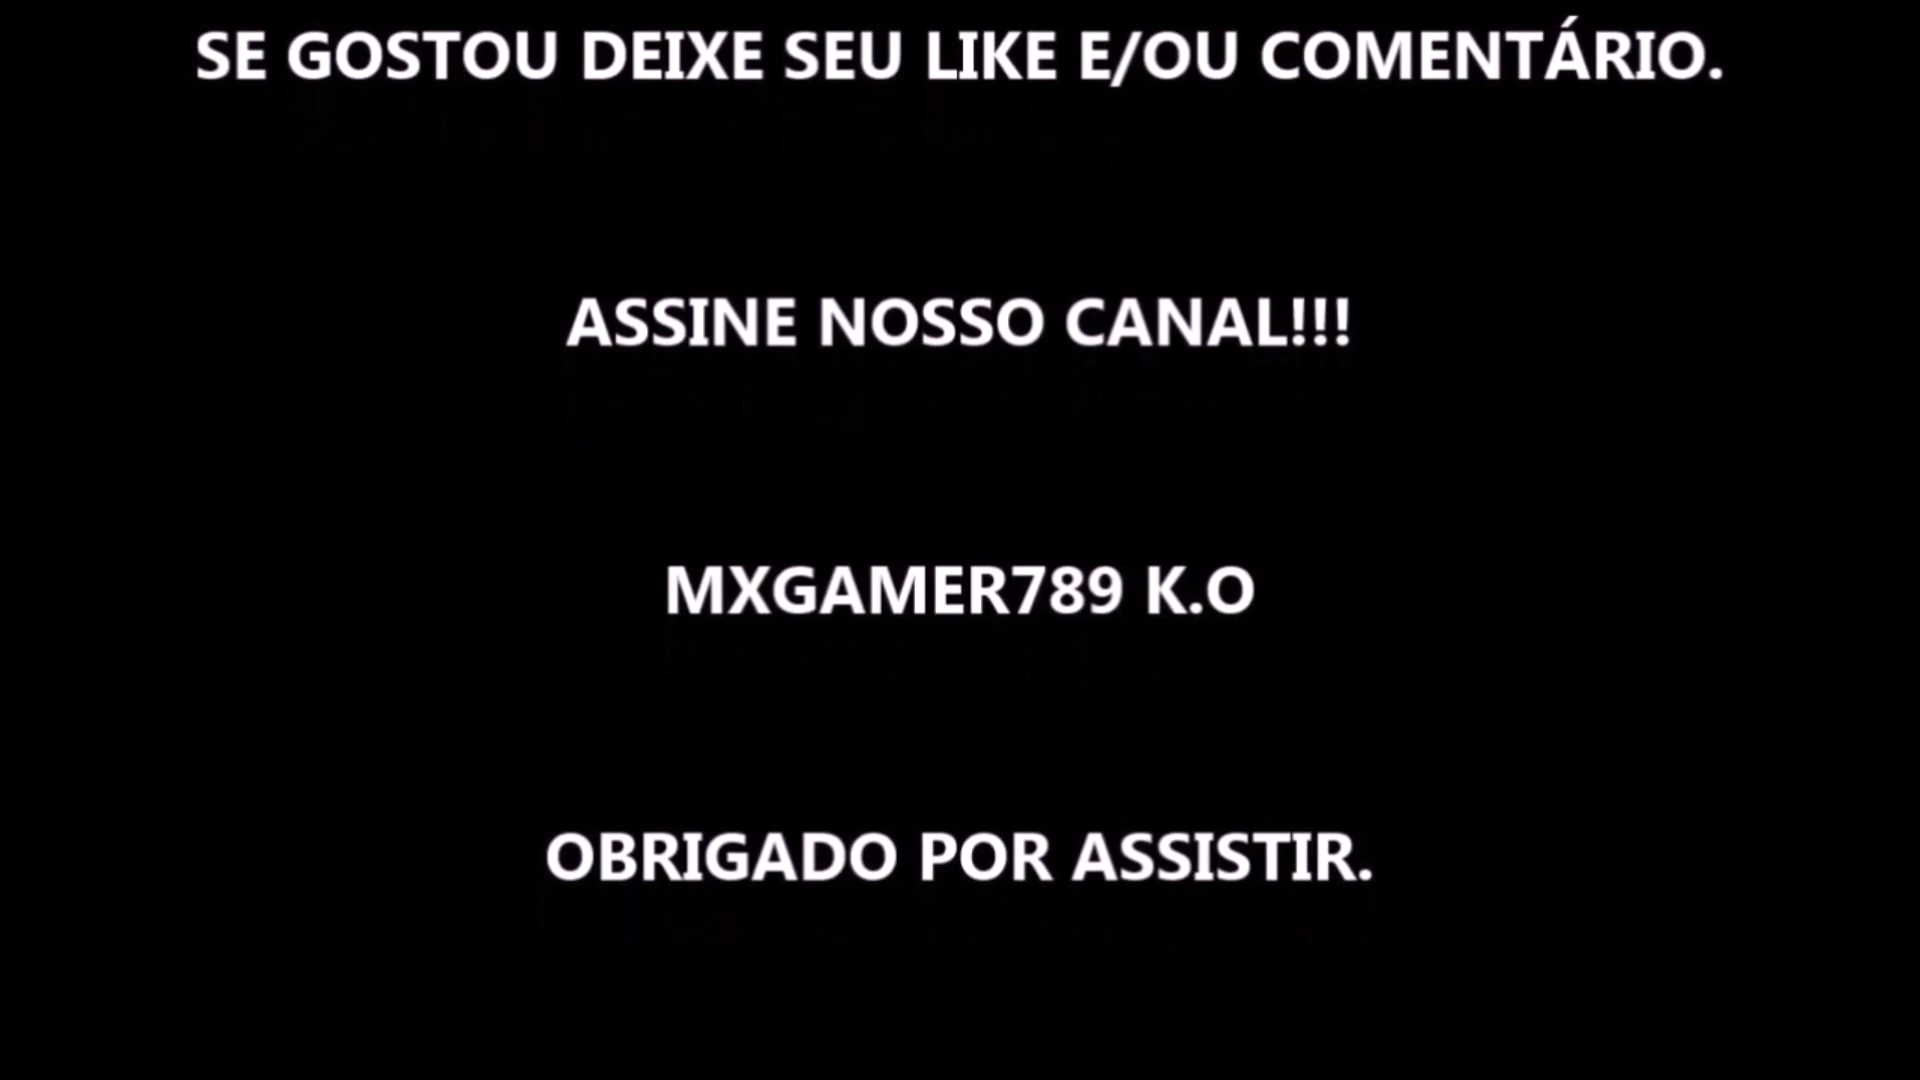 SE GOSTOU DEIXE SEU LIKE E/OU COMENTÁRIO.
ASSINE NOSSO CANAL!!!
MXGAMER789 K.O
OBRIGADO POR ASSISTIR.